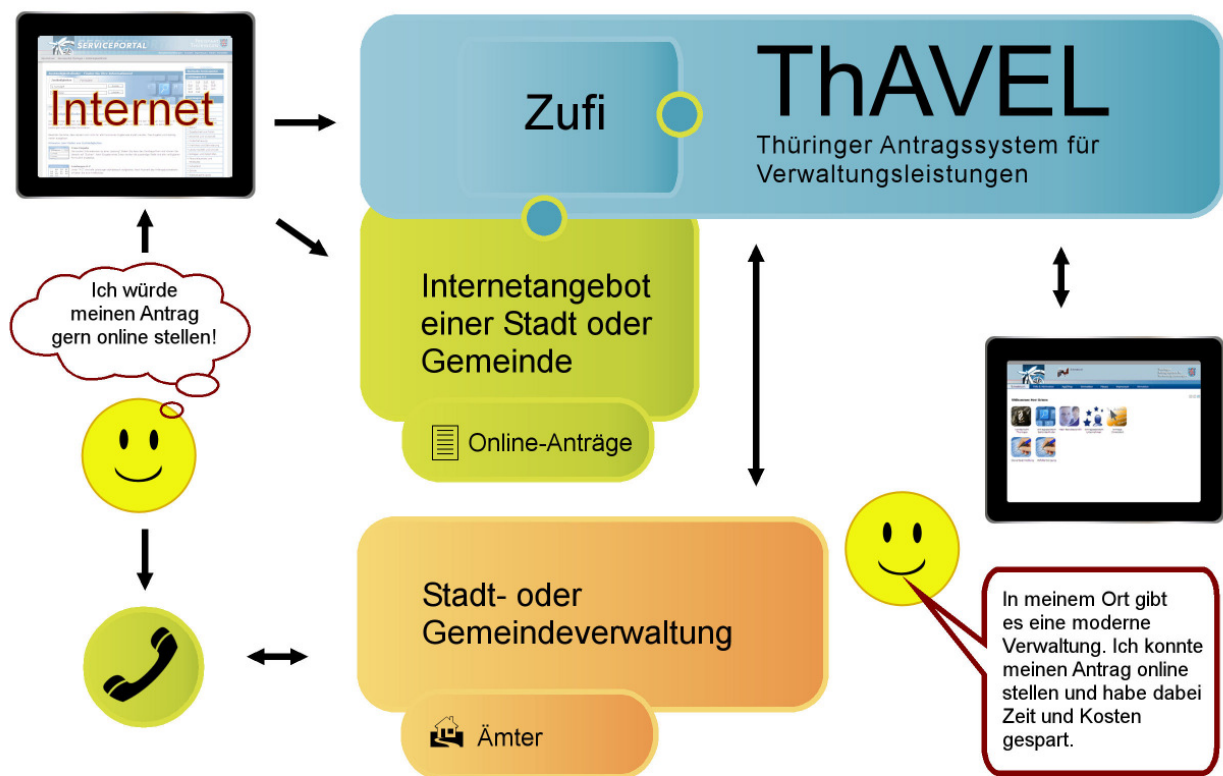 SERVICEPORTAL
Internet
Zufi
ThAVEL
Thüringer Antragssystem für
Verwaltungsleistungen
Ich würde
meinen Antrag
gern online stellen!
Internetangebot
einer Stadt oder
Gemeinde
Online-Anträge
Stadt- oder
Gemeindeverwaltung
Ämter
In meinem Ort gibt
es eine moderne
Verwaltung. Ich konnte
meinen Antrag online
stellen und habe dabei
Zeit und Kosten
gespart.